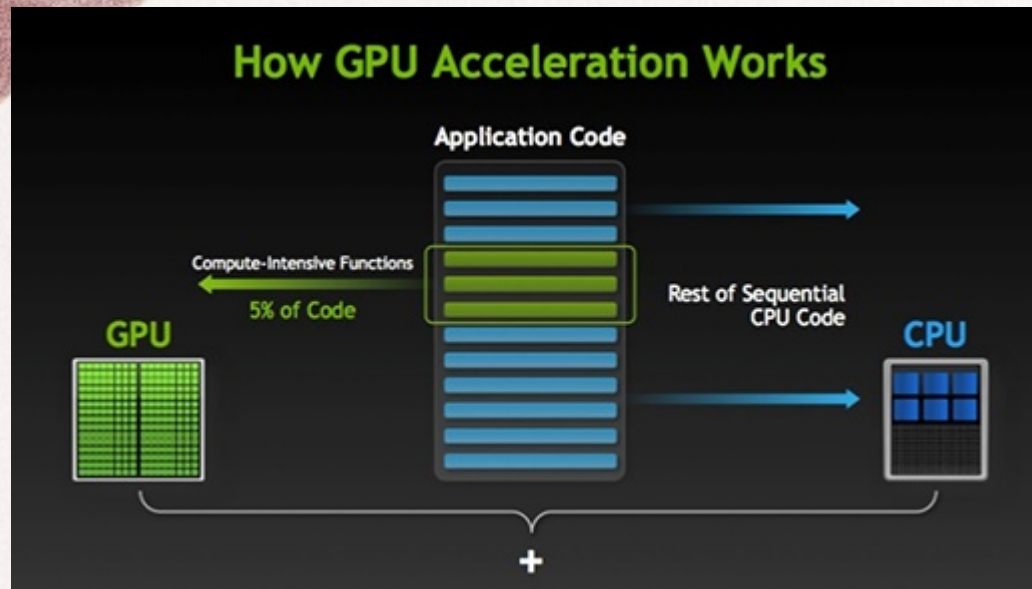 How GPU Acceleration Works
Application Code
Compute-Intensive Functions
5% of Code
Rest of Sequential
CPU Code
GPU
CPU
+